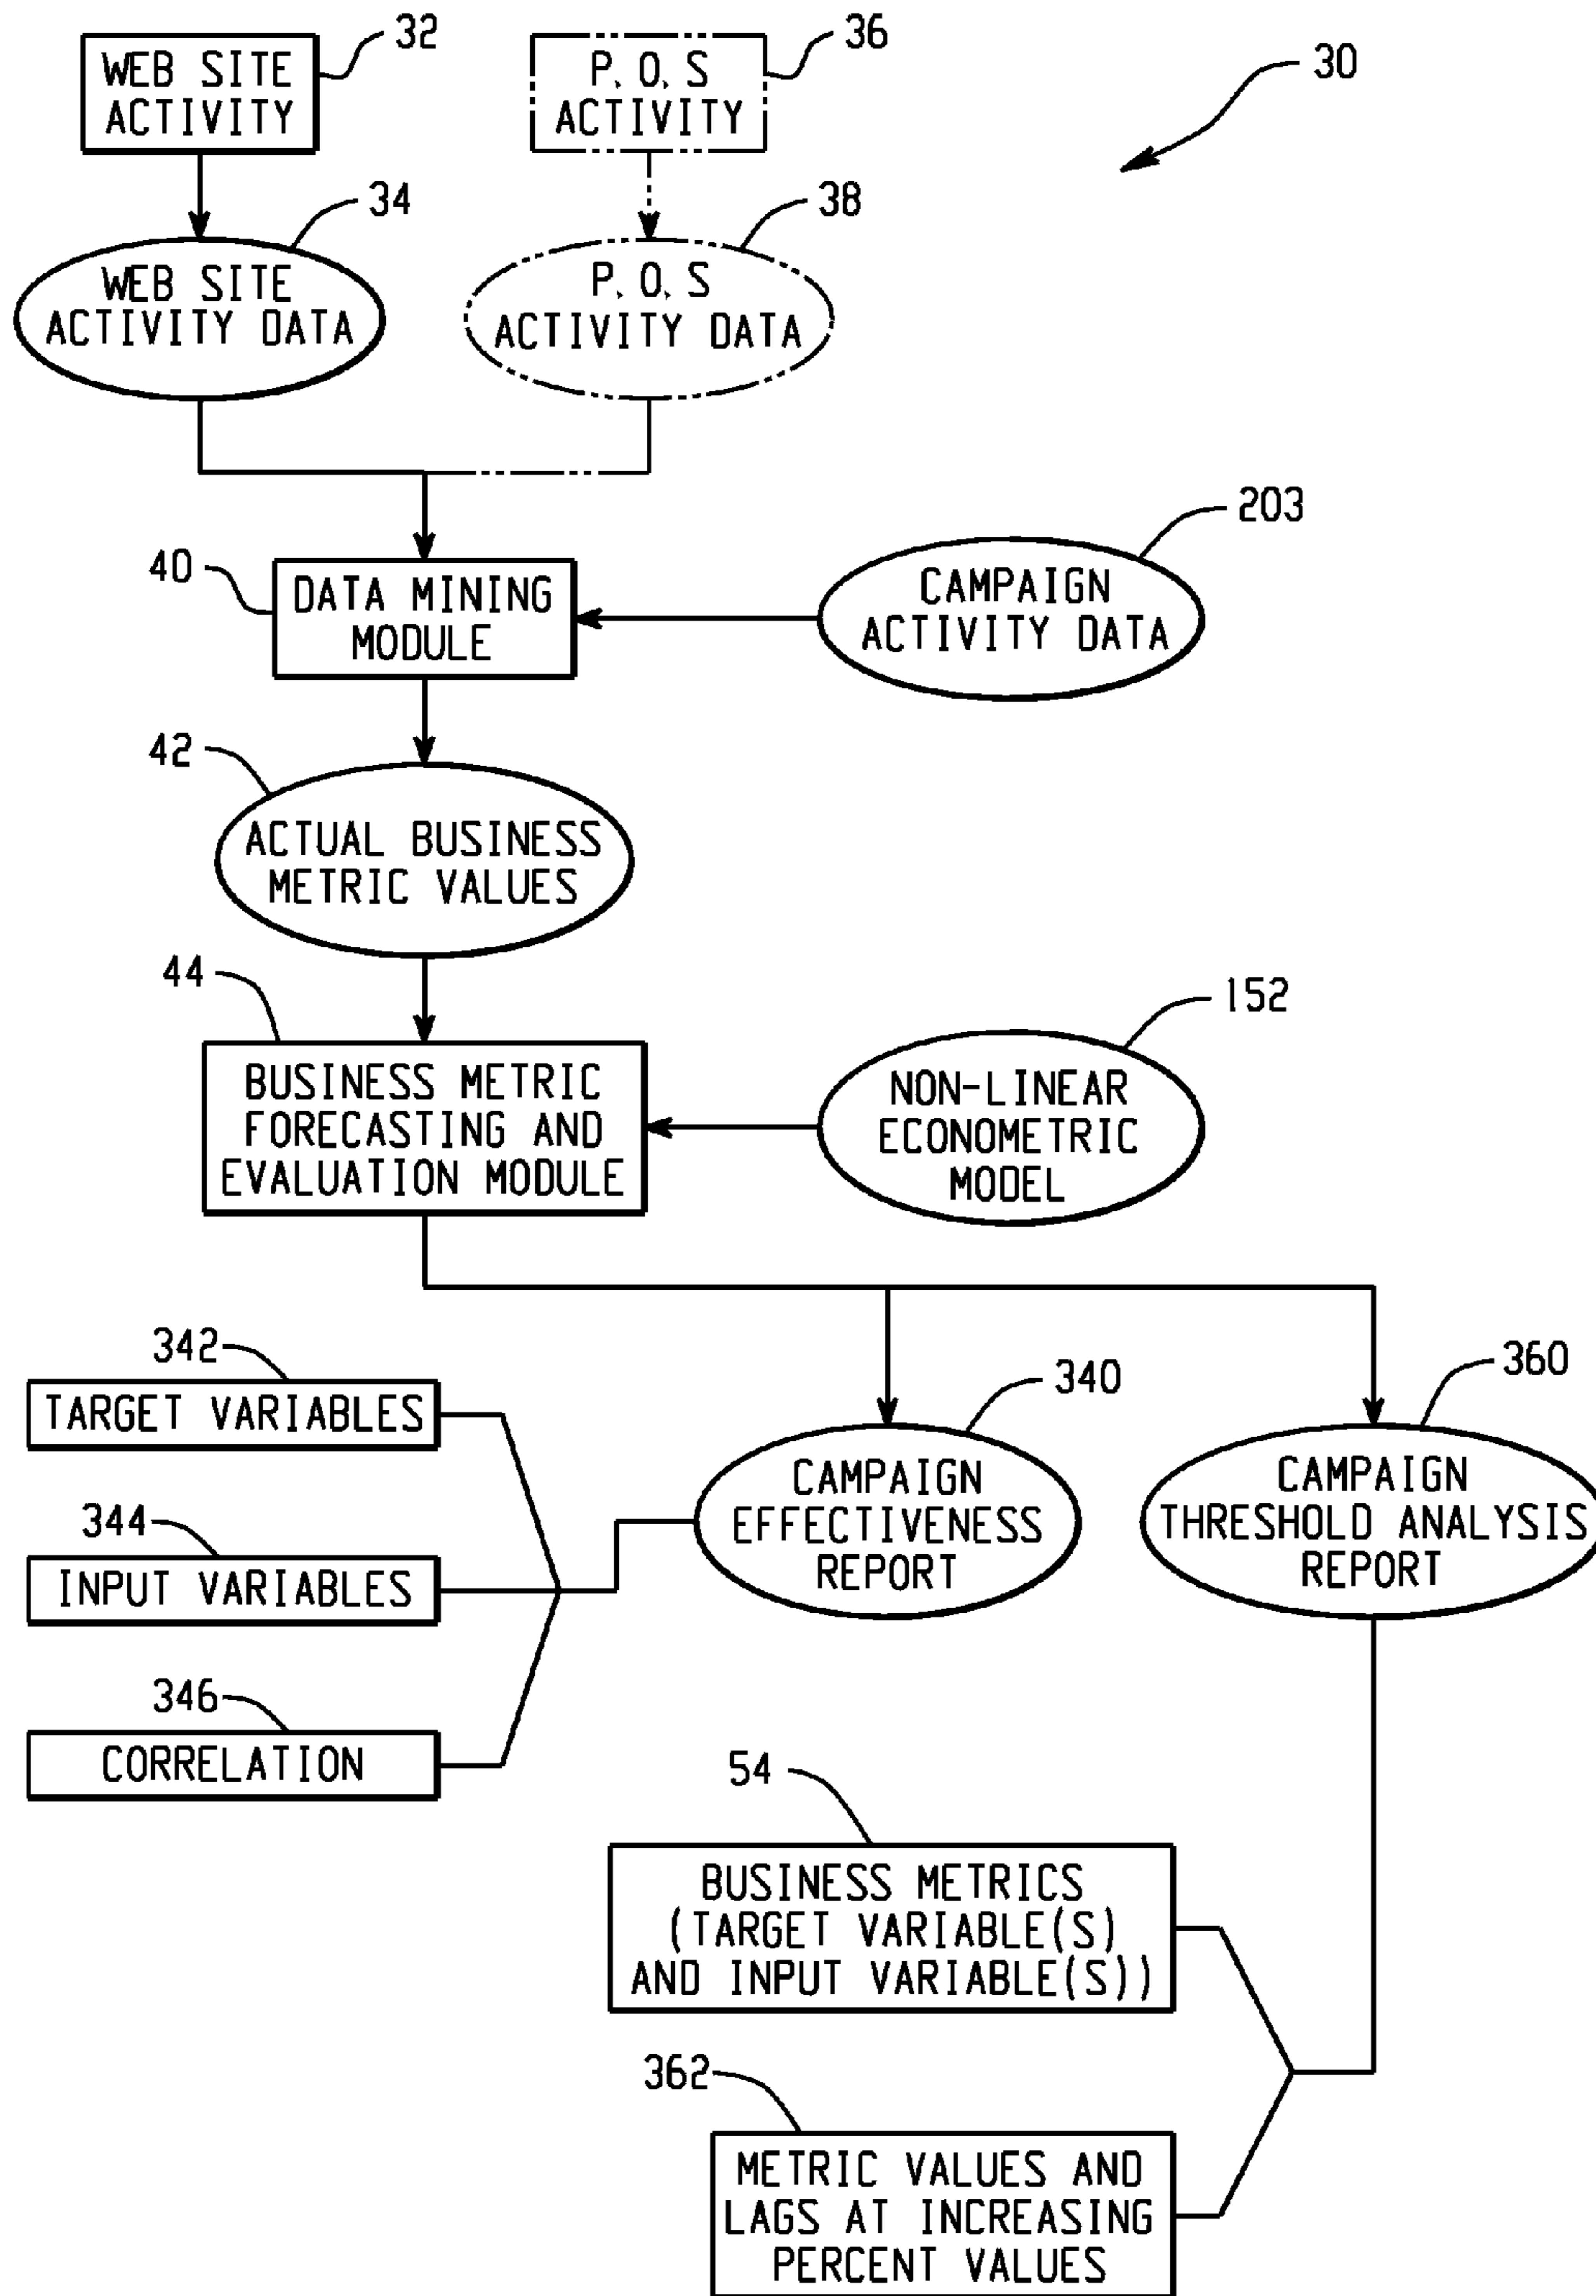 32
WEB SITE
ACTIVITY
36
P.O.S
ACTIVITY
30
34
WEB SITE
ACTIVITY DATA
38
P.O.S
ACTIVITY DATA
40
DATA MINING
MODULE
203
CAMPAIGN
ACTIVITY DATA
42
ACTUAL BUSINESS
METRIC VALUES
44
BUSINESS METRIC
FORECASTING AND
EVALUATION MODULE
152
NON-LINEAR
ECONOMETRIC
MODEL
342
TARGET VARIABLES
344
INPUT VARIABLES
346
CORRELATION
340
CAMPAIGN
EFFECTIVENESS
REPORT
360
CAMPAIGN
THRESHOLD ANALYSIS
REPORT
54
BUSINESS METRICS
(TARGET VARIABLE(S)
AND INPUT VARIABLE(S))
362
METRIC VALUES AND
LAGS AT INCREASING
PERCENT VALUES